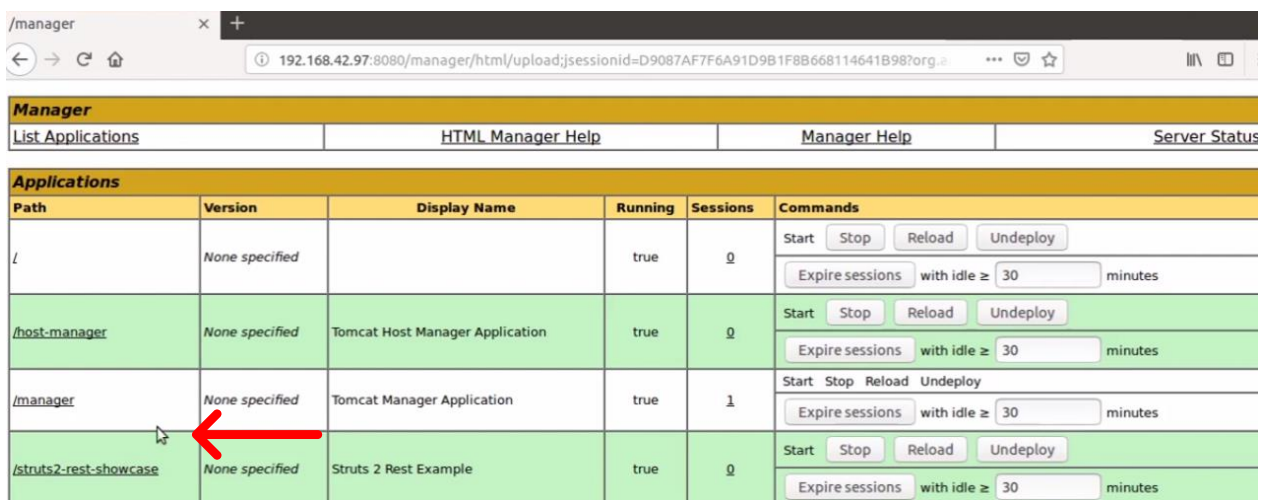 /manager × +
192.168.42.97:8080/manager/html/upload;jsessionid=D9087AF7F6A91D9B1F8B668114641B98?org.a
Manager
List Applications HTML Manager Help Manager Help Server Status
Applications
Path Version Display Name Running Sessions Commands
/ None specified true 0 Start Stop Reload Undeploy
Expire sessions with idle ≥ 30 minutes
/host-manager None specified Tomcat Host Manager Application true 0 Start Stop Reload Undeploy
Expire sessions with idle ≥ 30 minutes
/manager None specified Tomcat Manager Application true 1 Start Stop Reload Undeploy
Expire sessions with idle ≥ 30 minutes
/struts2-rest-showcase None specified Struts 2 Rest Example true 0 Start Stop Reload Undeploy
Expire sessions with idle ≥ 30 minutes